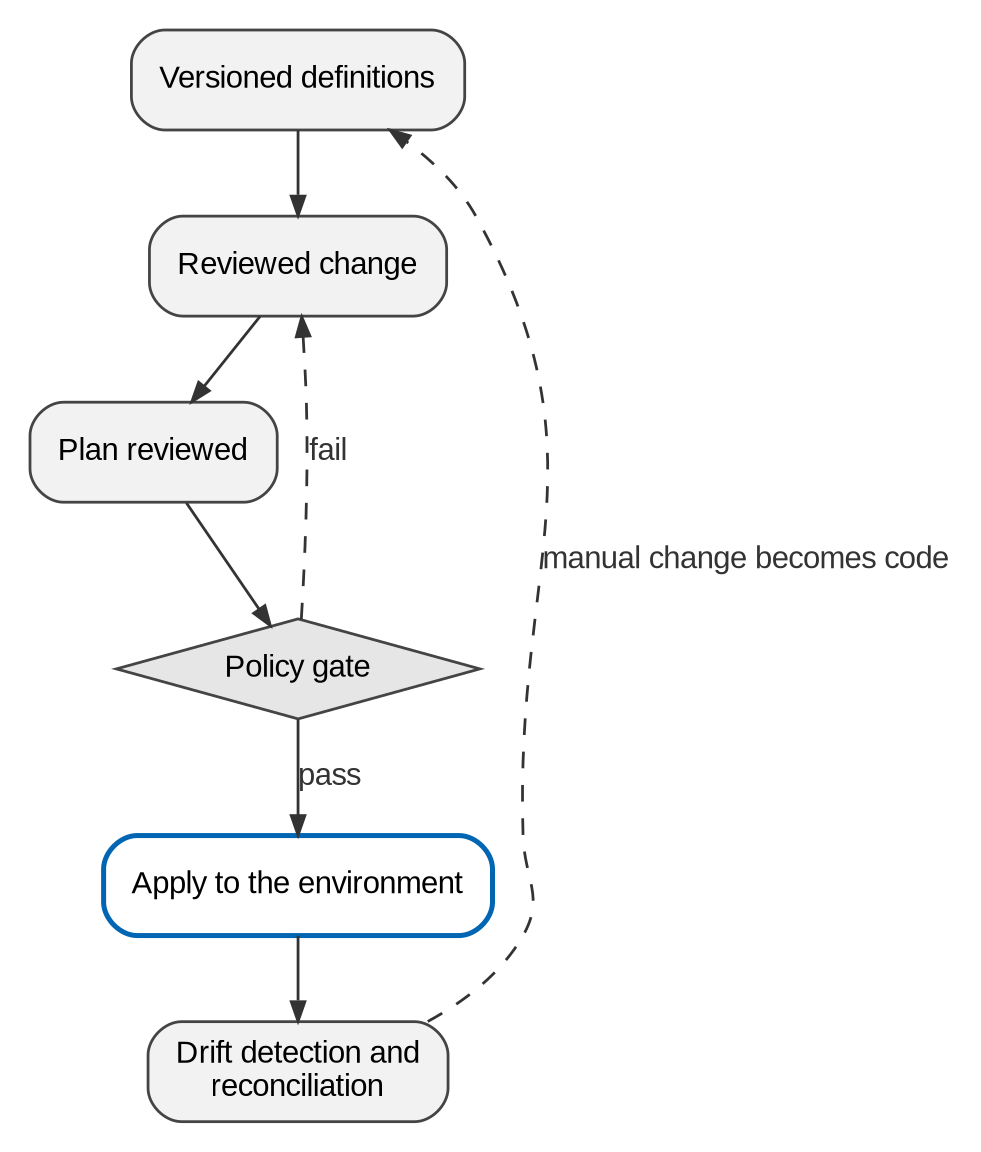 Versioned definitions
Reviewed change
Plan reviewed
fail
manual change becomes code
Policy gate
pass
Apply to the environment
Drift detection and
reconciliation